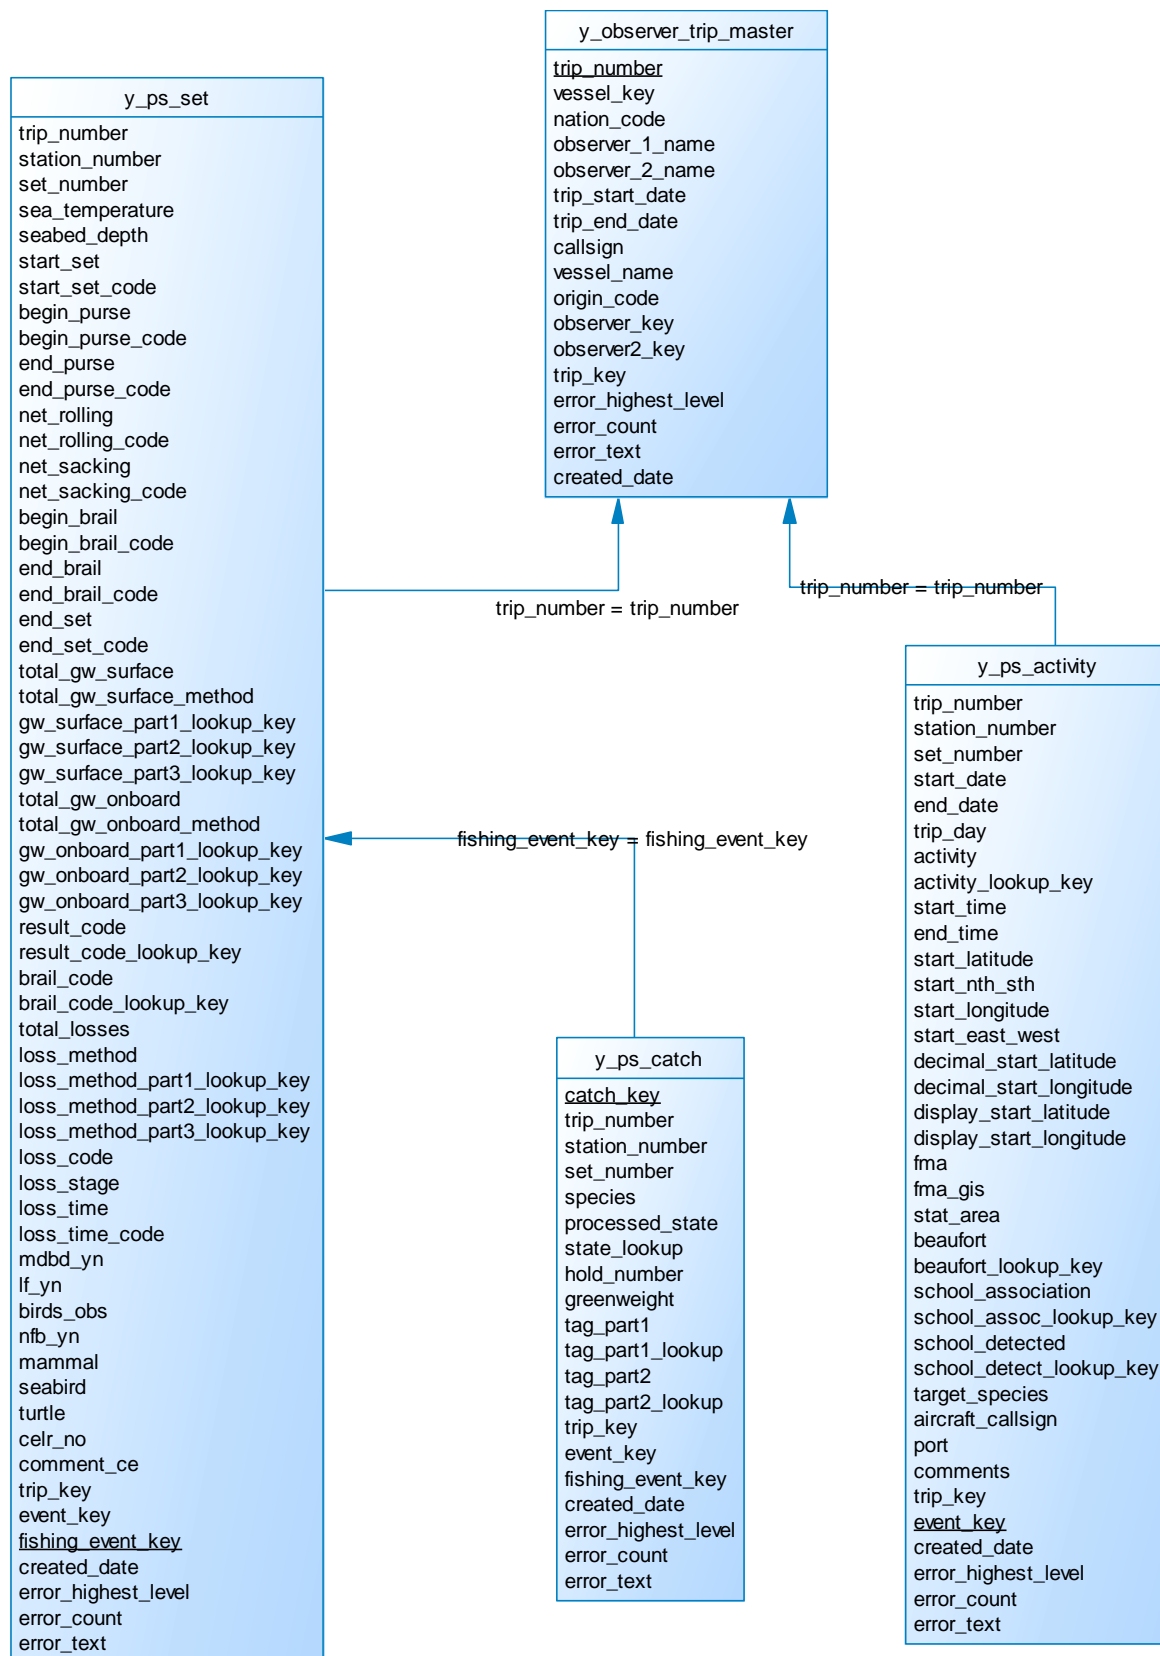 y_observer_trip_master
trip_number
vessel_key
nation_code
observer_1_name
observer_2_name
trip_start_date
trip_end_date
callsign
vessel_name
origin_code
observer_key
observer2_key
trip_key
error_highest_level
error_count
error_text
created_date
y_ps_set
trip_number
station_number
set_number
sea_temperature
seabed_depth
start_set
start_set_code
begin_purse
begin_purse_code
end_purse
end_purse_code
net_rolling
net_rolling_code
net_sacking
net_sacking_code
begin_brail
begin_brail_code
end_brail
end_brail_code
end_set
end_set_code
total_gw_surface
total_gw_surface_method
gw_surface_part1_lookup_key
gw_surface_part2_lookup_key
gw_surface_part3_lookup_key
total_gw_onboard
total_gw_onboard_method
gw_onboard_part1_lookup_key
gw_onboard_part2_lookup_key
gw_onboard_part3_lookup_key
result_code
result_code_lookup_key
brail_code
brail_code_lookup_key
total_losses
loss_method
loss_method_part1_lookup_key
loss_method_part2_lookup_key
loss_method_part3_lookup_key
loss_code
loss_stage
loss_time
loss_time_code
mdbd_yn
lf_yn
birds_obs
nfb_yn
mammal
seabird
turtle
celr_no
comment_ce
trip_key
event_key
fishing_event_key
created_date
error_highest_level
error_count
error_text
trip_number = trip_number
trip_number = trip_number
fishing_event_key = fishing_event_key
y_ps_catch
catch_key
trip_number
station_number
set_number
species
processed_state
state_lookup
hold_number
greenweight
tag_part1
tag_part1_lookup
tag_part2
tag_part2_lookup
trip_key
event_key
fishing_event_key
created_date
error_highest_level
error_count
error_text
y_ps_activity
trip_number
station_number
set_number
start_date
end_date
trip_day
activity
activity_lookup_key
start_time
end_time
start_latitude
start_nth_sth
start_longitude
start_east_west
decimal_start_latitude
decimal_start_longitude
display_start_latitude
display_start_longitude
fma
fma_gis
stat_area
beaufort
beaufort_lookup_key
school_association
school_assoc_lookup_key
school_detected
school_detect_lookup_key
target_species
aircraft_callsign
port
comments
trip_key
event_key
created_date
error_highest_level
error_count
error_text